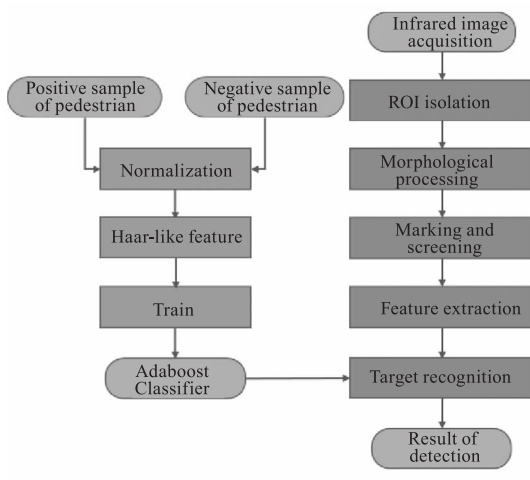 Infrared image
acquisition
Positive sample
of pedestrian
Negative sample
of pedestrian
ROI isolation
Normalization
Morphological
processing
Haar-like feature
Marking and
screening
Train
Feature extraction
Adaboost
Classifier
Target recognition
Result of
detection